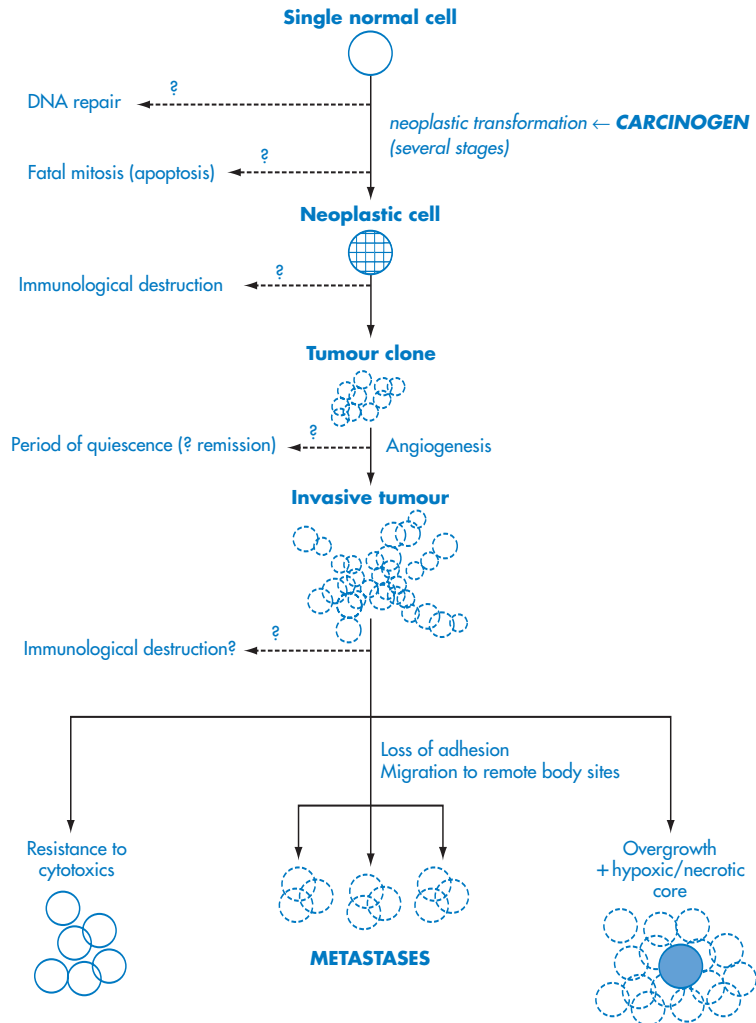 Single normal cell
?
DNA repair
neoplastic transformation ← CARCINOGEN
(several stages)
?
Fatal mitosis (apoptosis)
Neoplastic cell
?
Immunological destruction
Tumour clone
?
Period of quiescence (? remission)
Angiogenesis
Invasive tumour
?
Immunological destruction?
Loss of adhesion
Migration to remote body sites
Resistance to
cytotoxics
Overgrowth
+ hypoxic/necrotic
core
METASTASES